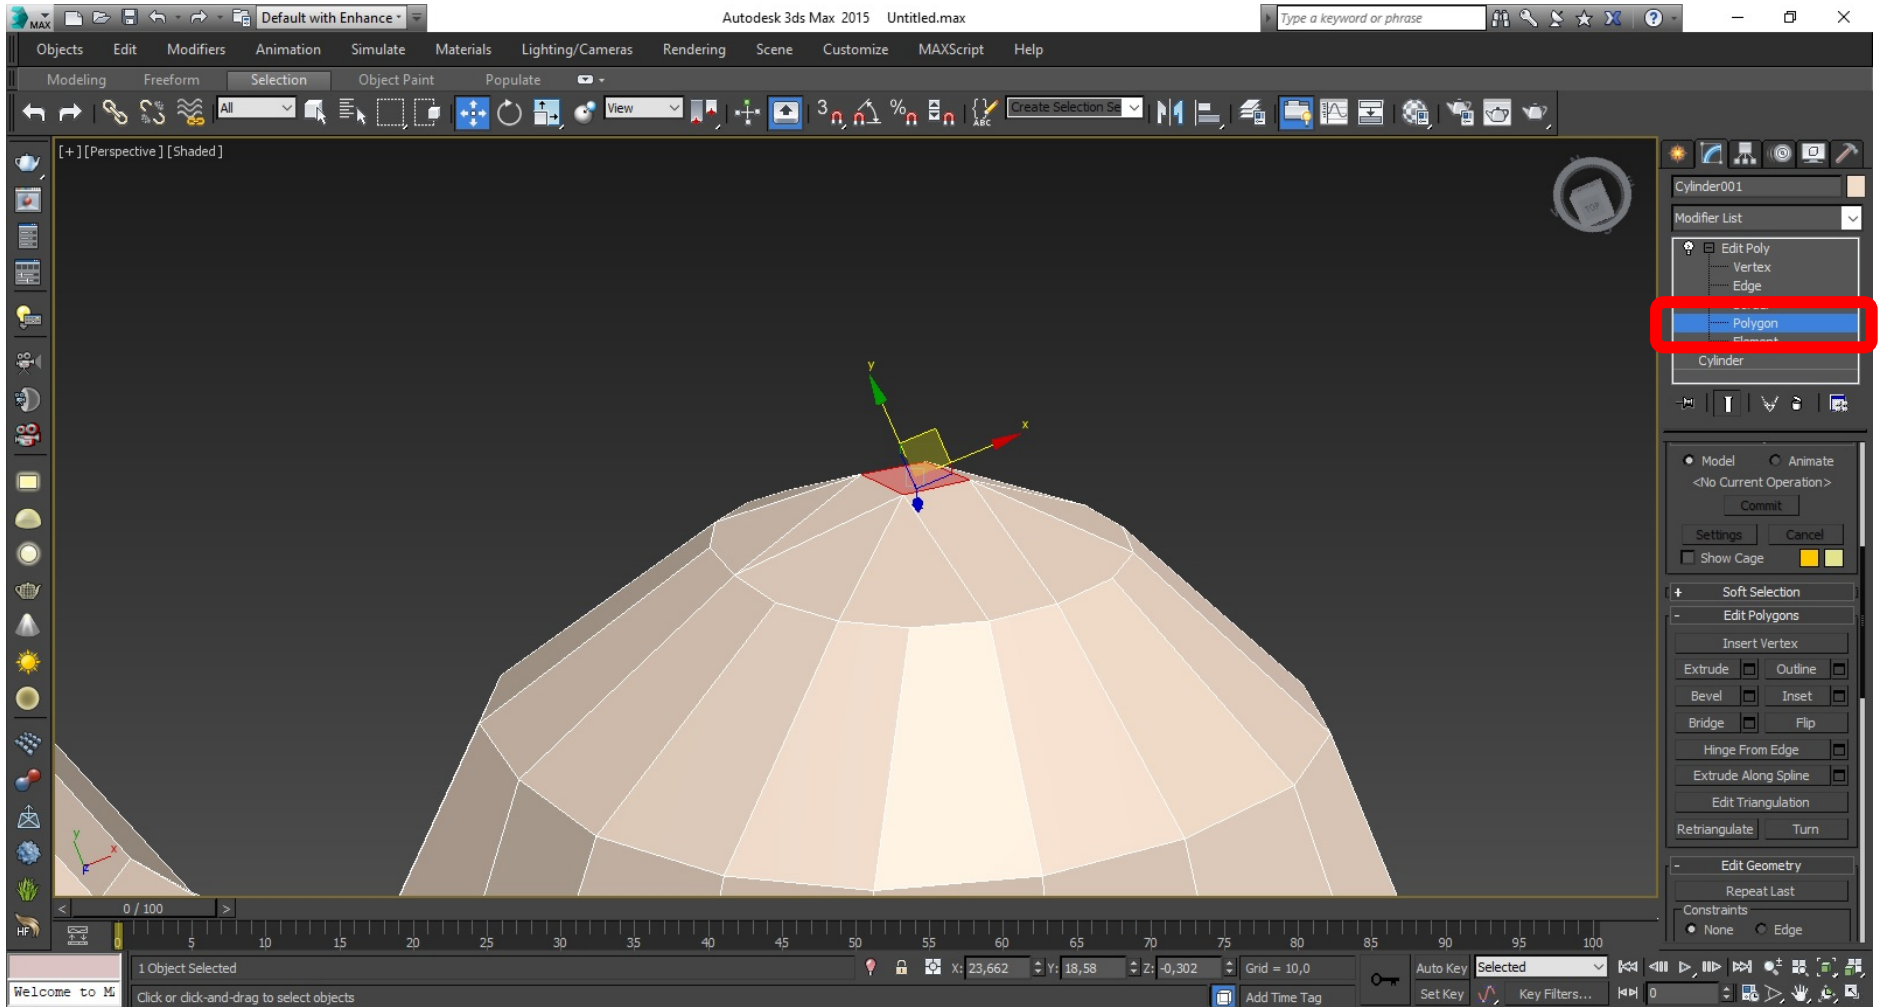 MAX Default with Enhance Autodesk 3ds Max 2015 Untitled.max Type a keyword or phrase
Objects Edit Modifiers Animation Simulate Materials Lighting/Cameras Rendering Scene Customize MAXScript Help
Modeling Freeform Selection Object Paint Populate
All View 3 % ABC Create Selection Se
[+][Perspective][Shaded]
TOP
Cylinder001
Modifier List
Edit Poly
Vertex
Edge
Polygon
Element
Cylinder
y
x
Model Animate
<No Current Operation>
Commit
Settings Cancel
Show Cage
+ Soft Selection
- Edit Polygons
Insert Vertex
Extrude Outline
Bevel Inset
Bridge Flip
Hinge From Edge
Extrude Along Spline
Edit Triangulation
Retriangulate Turn
- Edit Geometry
Repeat Last
Constraints
None Edge
y
x
z
< 0 / 100 >
HF
0 5 10 15 20 25 30 35 40 45 50 55 60 65 70 75 80 85 90 95 100
1 Object Selected X: 23,662 Y: 18,58 Z: -0,302 Grid = 10,0 Auto Key Selected
Welcome to M Click or click-and-drag to select objects Add Time Tag Set Key Key Filters... 0